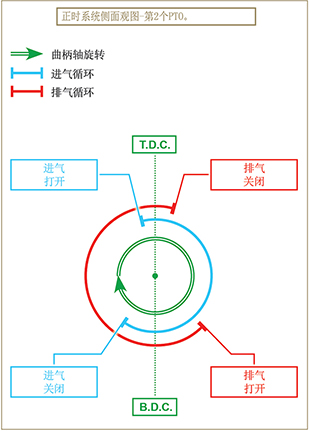 正时系统侧面观图-第2个PTO。
曲柄轴旋转
进气循环
排气循环
T.D.C.
进气
打开
排气
关闭
进气
关闭
排气
打开
B.D.C.